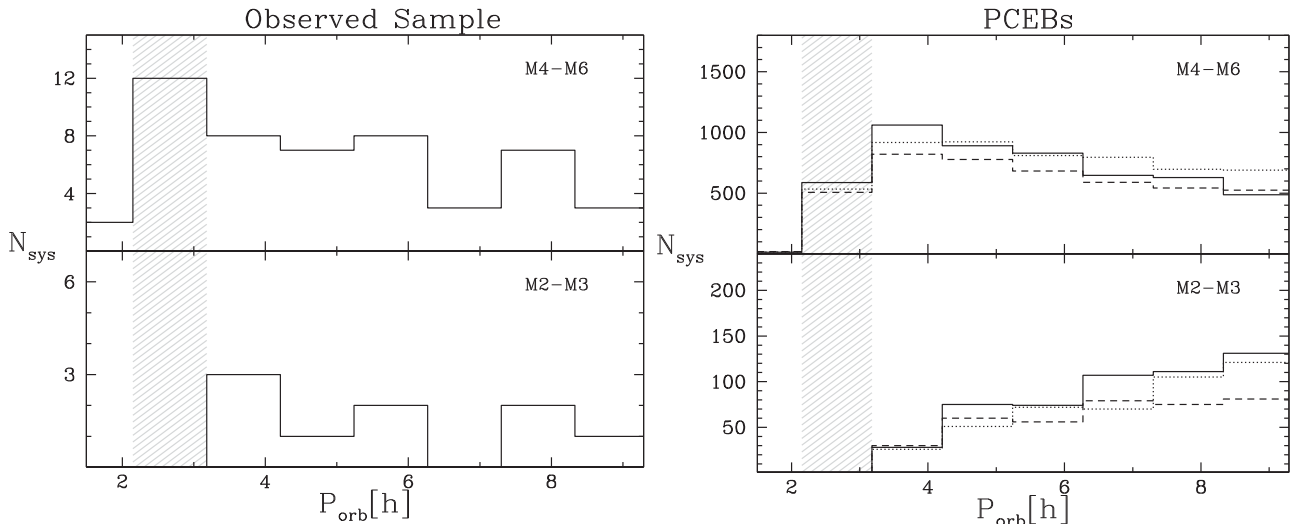 Observed Sample
M4-M6
12
8
4
N_sys
M2-M3
6
3
2
4
6
8
P_orb[h]
PCEBs
M4-M6
1500
1000
500
N_sys
M2-M3
200
150
100
50
2
4
6
8
P_orb[h]